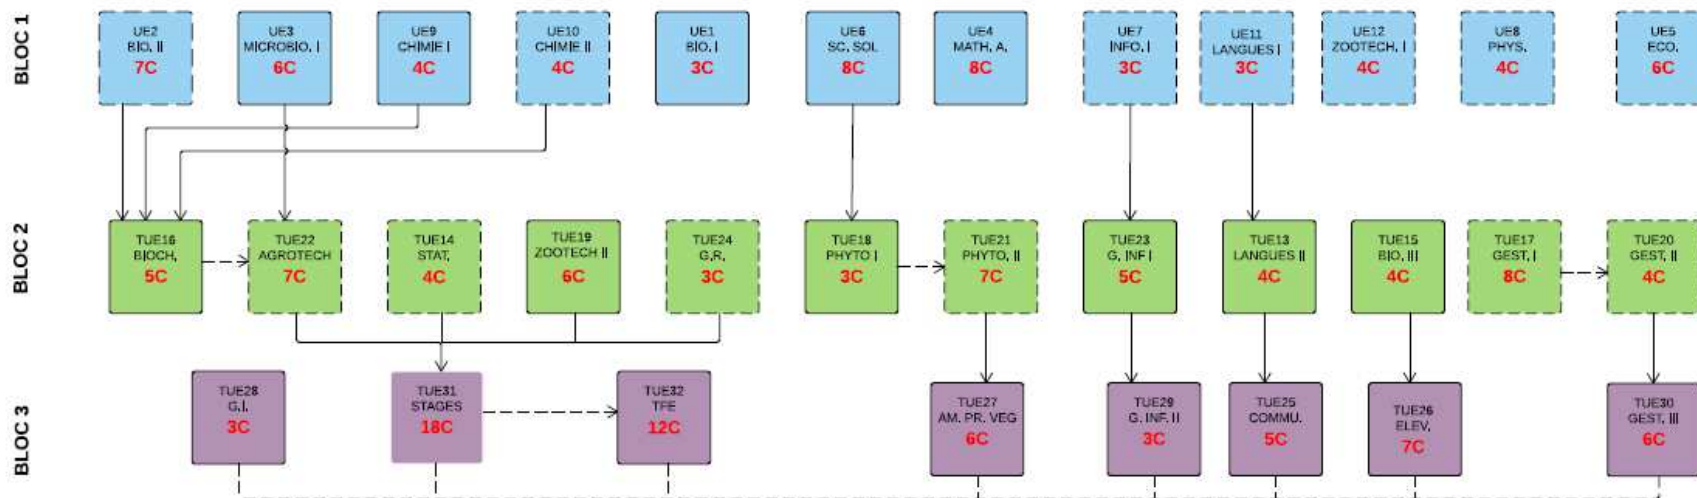 BLOC 1
UE2
BIO. II
7C
UE3
MICROBIO. I
6C
UE9
CHIMIE I
4C
UE10
CHIMIE II
4C
UE1
BIO. I
3C
UE6
SC. SOL
8C
UE4
MATH. A.
8C
UE7
INFO. I
3C
UE11
LANGUES I
3C
UE12
ZOOTECH. I
4C
UE8
PHYS.
4C
UE5
ECO.
6C
BLOC 2
TUE16
BIOCH.
5C
TUE22
AGROTECH
7C
TUE14
STAT.
4C
TUE19
ZOOTECH II
6C
TUE24
G.R.
3C
TUE18
PHYTO I
3C
TUE21
PHYTO. II
7C
TUE23
G. INF I
5C
TUE13
LANGUES II
4C
TUE15
BIO. III
4C
TUE17
GEST. I
8C
TUE20
GEST. II
4C
BLOC 3
TUE28
G.I.
3C
TUE31
STAGES
18C
TUE32
TFE
12C
TUE27
AM. PR. VEG
6C
TUE29
G. INF. II
3C
TUE25
COMMU.
5C
TUE26
ELEV.
7C
TUE30
GEST. III
6C